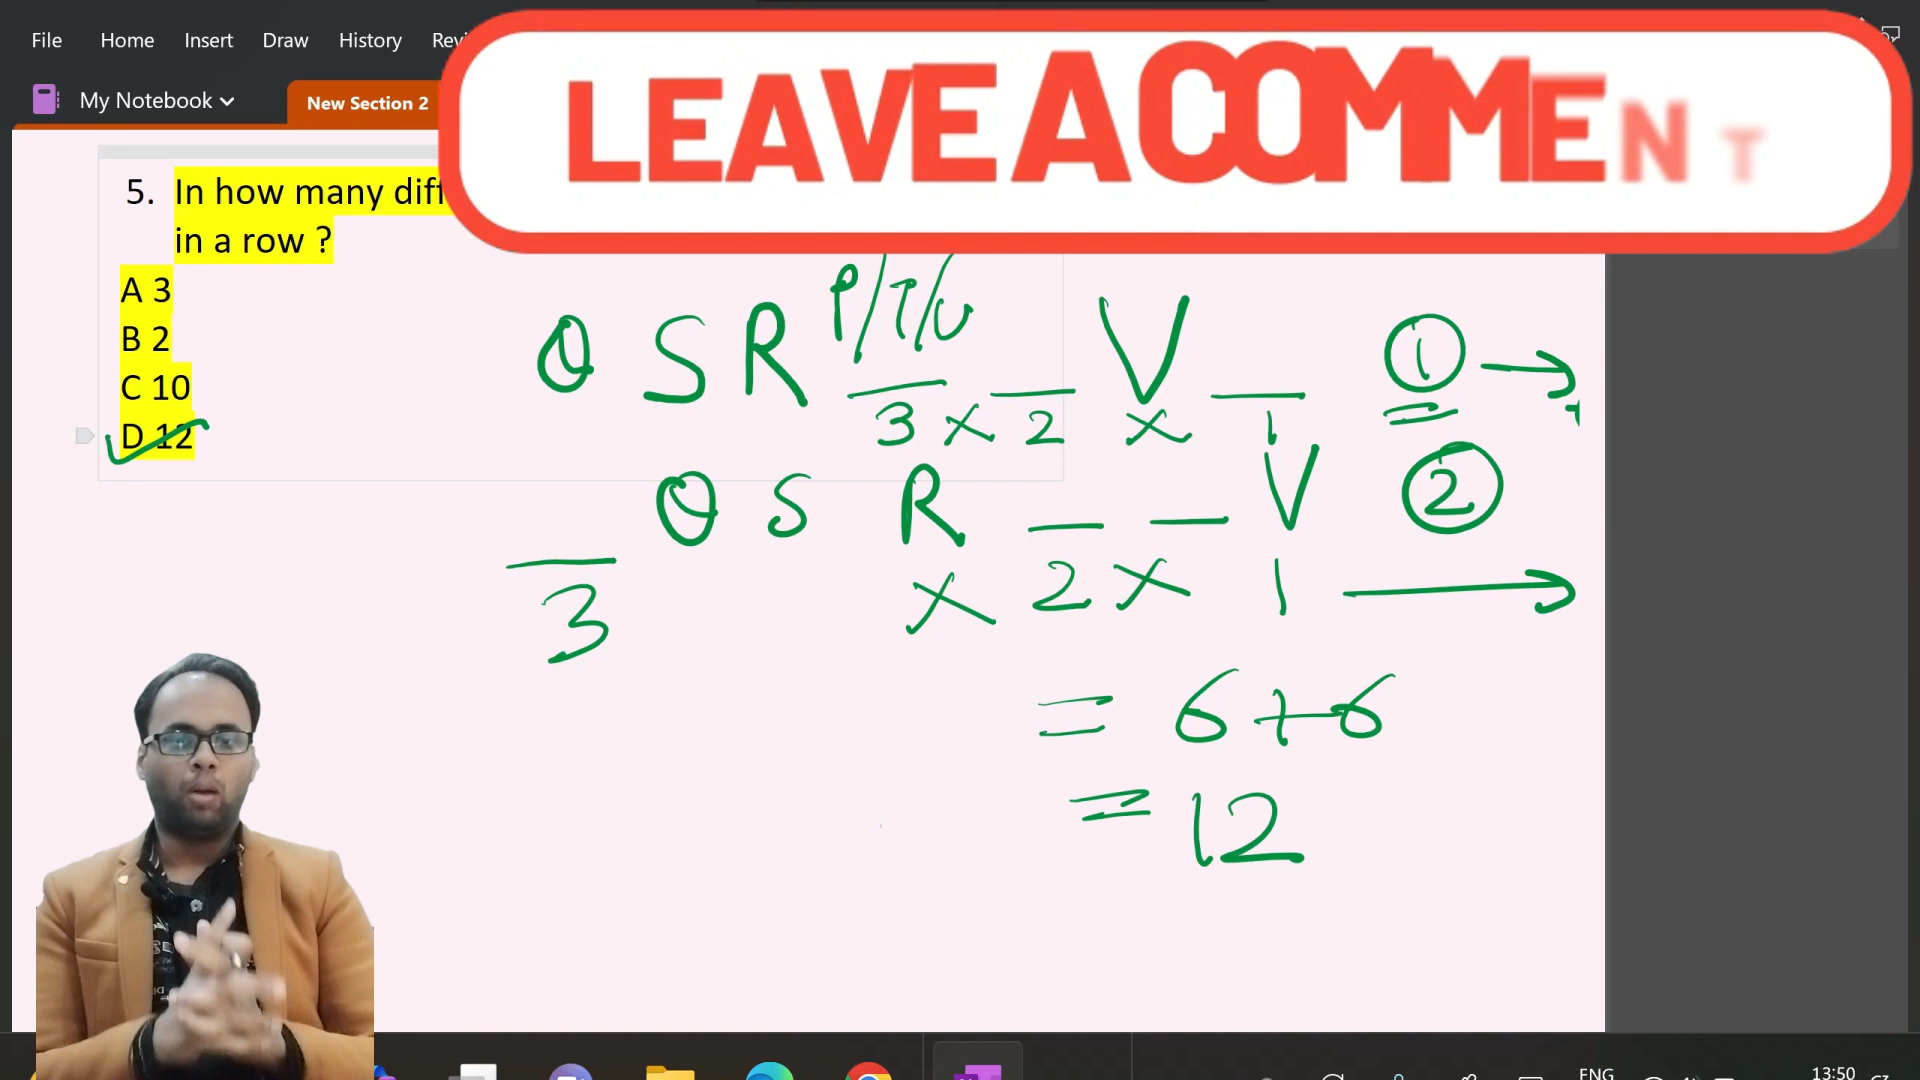 File Home Insert Draw History
LEAVE A COMMENT
My Notebook New Section 2
5. In how many
in a row ?
A 3
B 2
C 10
D 12
P/T/U
Q S R _ _ V _ ① →
3 × 2 × 1
_ Q S R _ _ V ②
3 × 2 × 1 →
= 6+6
= 12
ENG
13:50